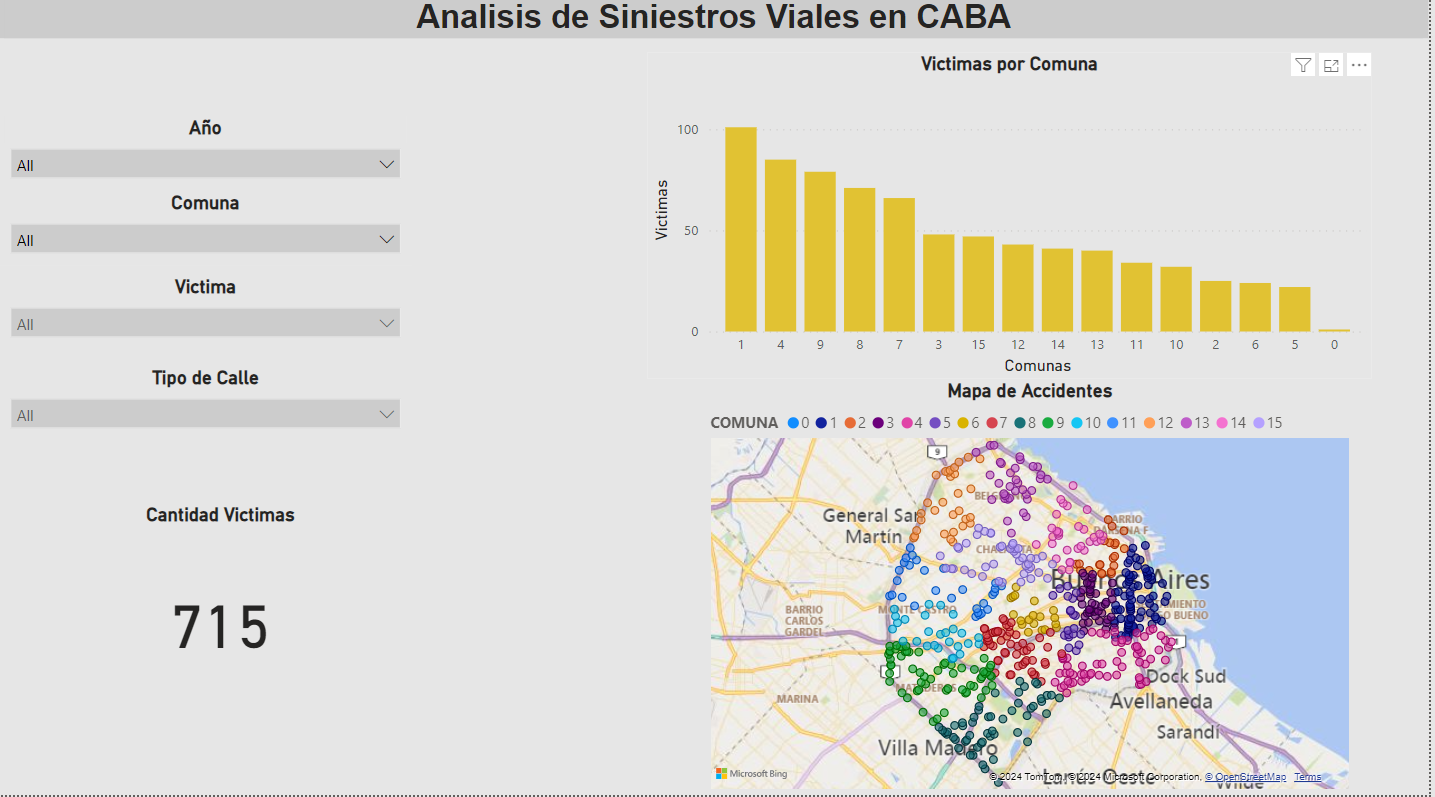 Analisis de Siniestros Viales en CABA
Año
All
Comuna
All
Victima
All
Tipo de Calle
All
Cantidad Victimas
715
Victimas por Comuna
Victimas
100
50
0
1 4 9 8 7 3 15 12 14 13 11 10 2 6 5 0
Comunas
Mapa de Accidentes
COMUNA 0 1 2 3 4 5 6 7 8 9 10 11 12 13 14 15
9
General San
Martín
BARRIO
Buenos Aires
BARRIO
CARLOS
GARDEL
MONTE CASTRO
MARINA
Dock Sud
Avellaneda
Sarandí
Villa Madero
Lanús Oeste
Wilde
Microsoft Bing
© 2024 TomTom, © 2024 Microsoft Corporation, © OpenStreetMap Terms